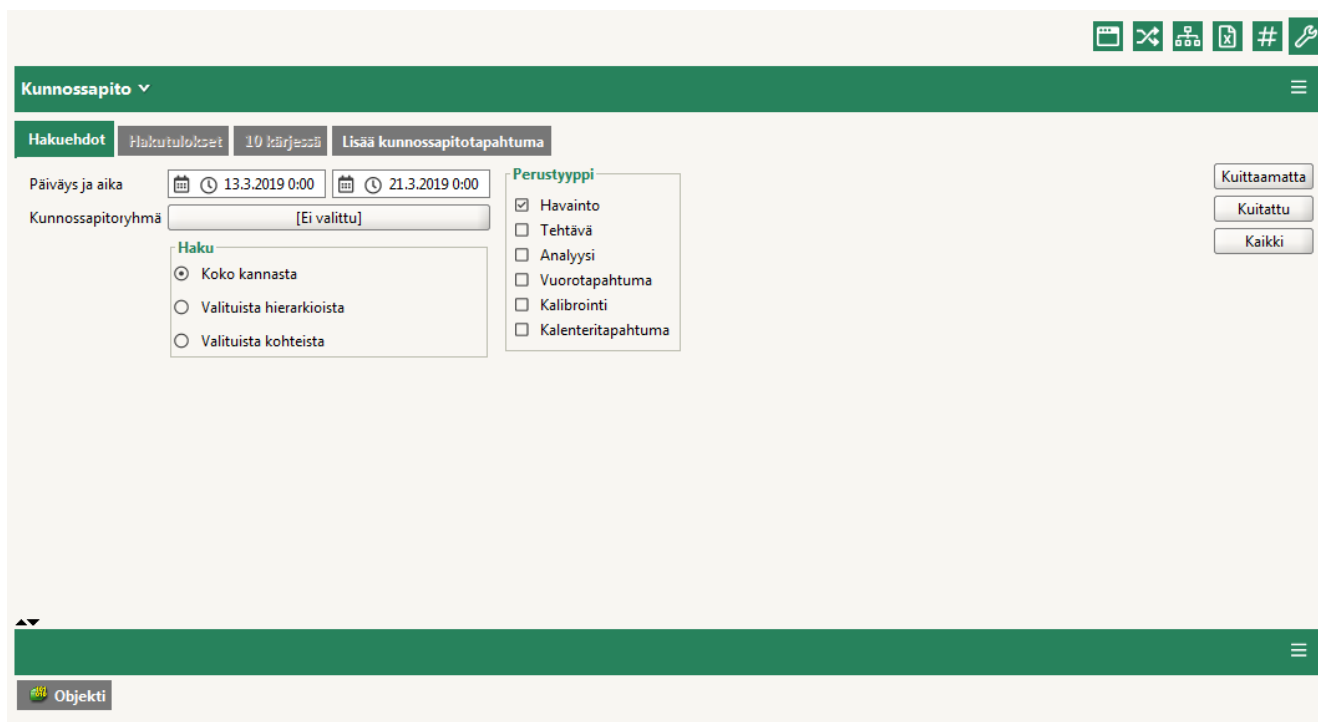 Kunnossapito
Hakuehdot Hakutulokset 10 kärjessä Lisää kunnossapitotapahtuma
Päiväys ja aika 13.3.2019 0:00 21.3.2019 0:00
Kunnossapitoryhmä [Ei valittu]
Haku
Koko kannasta
Valituista hierarkioista
Valituista kohteista
Perustyyppi
Havainto
Tehtävä
Analyysi
Vuorotapahtuma
Kalibrointi
Kalenteritapahtuma
Kuittaamatta
Kuitattu
Kaikki
Objekti